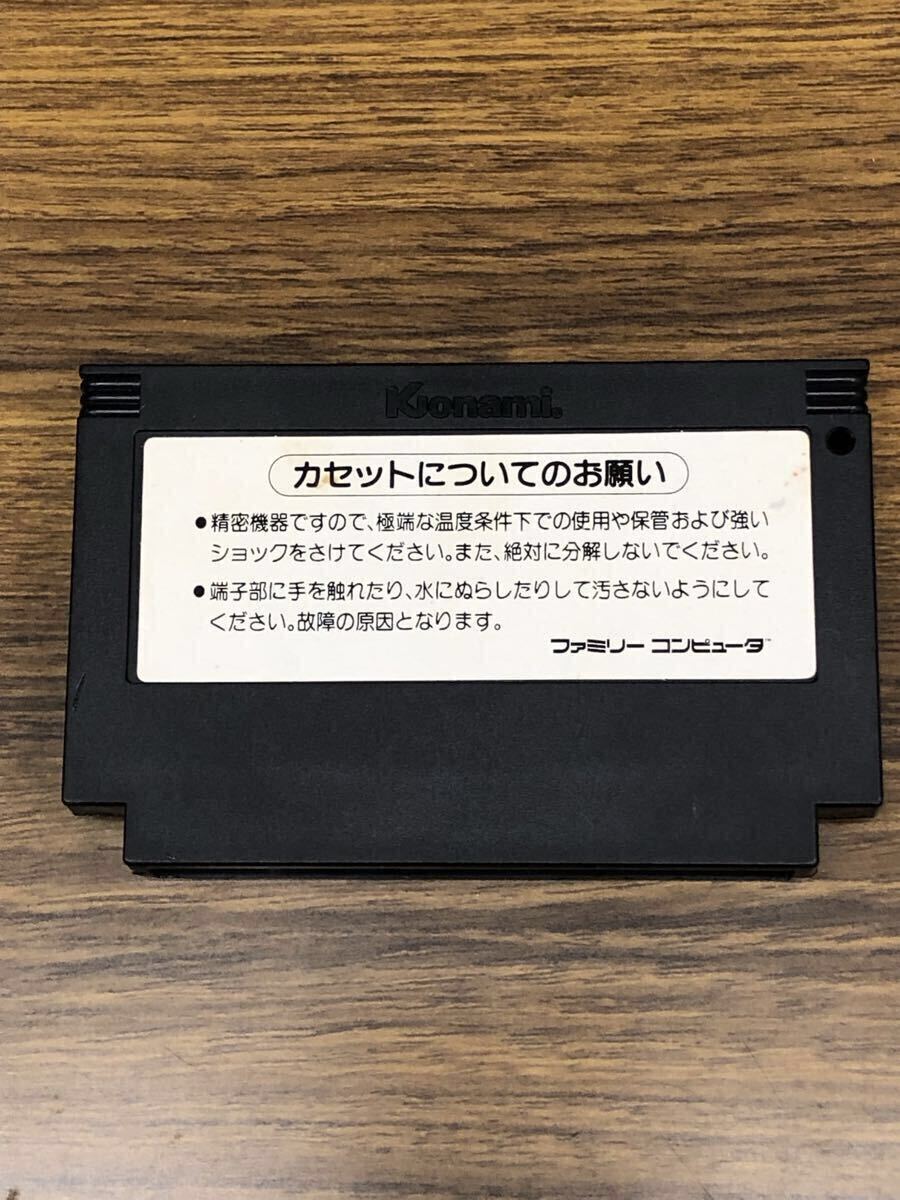 Konami.
カセットについてのお願い
●精密機器ですので、極端な温度条件下での使用や保管および強い
ショックをさけてください。また、絶対に分解しないでください。
●端子部に手を触れたり、水にぬらしたりして汚さないようにして
ください。故障の原因となります。
ファミリー コンピュータ™